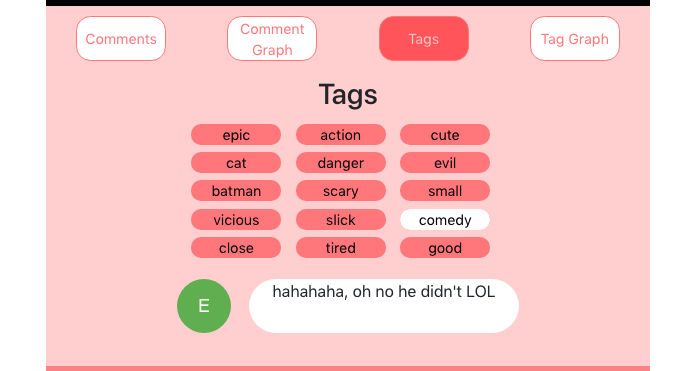 Comments
Comment
Graph
Tags
Tag Graph
Tags
epic action cute
cat danger evil
batman scary small
vicious slick comedy
close tired good
E
hahahaha, oh no he didn't LOL